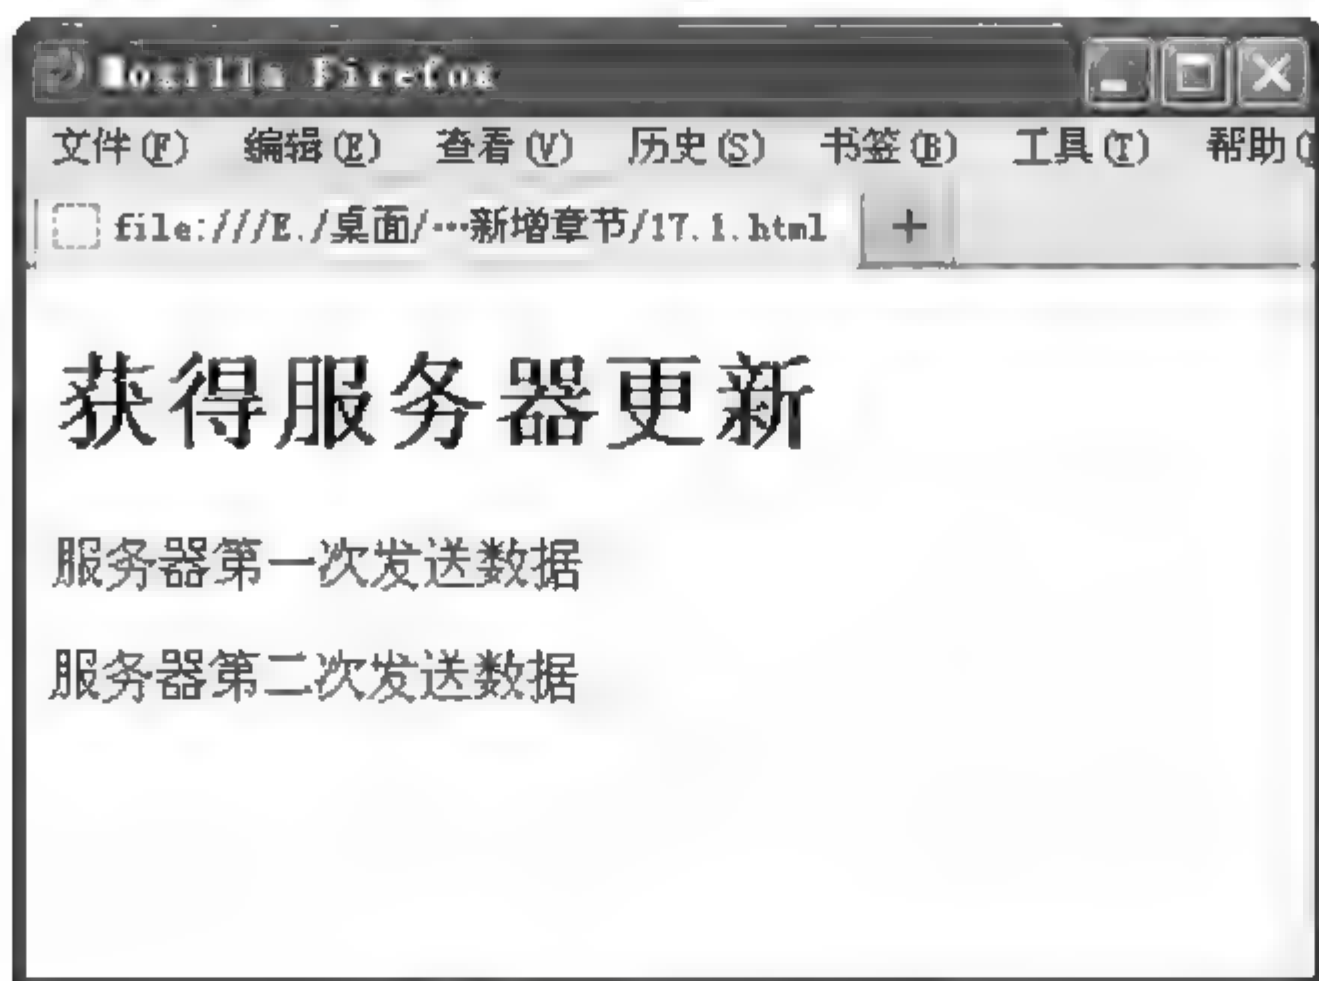 Mozilla Firefox
文件(F) 编辑(E) 查看(V) 历史(S) 书签(B) 工具(T) 帮助(
file:///E./桌面/…新增章节/17.1.html +
获得服务器更新
服务器第一次发送数据
服务器第二次发送数据